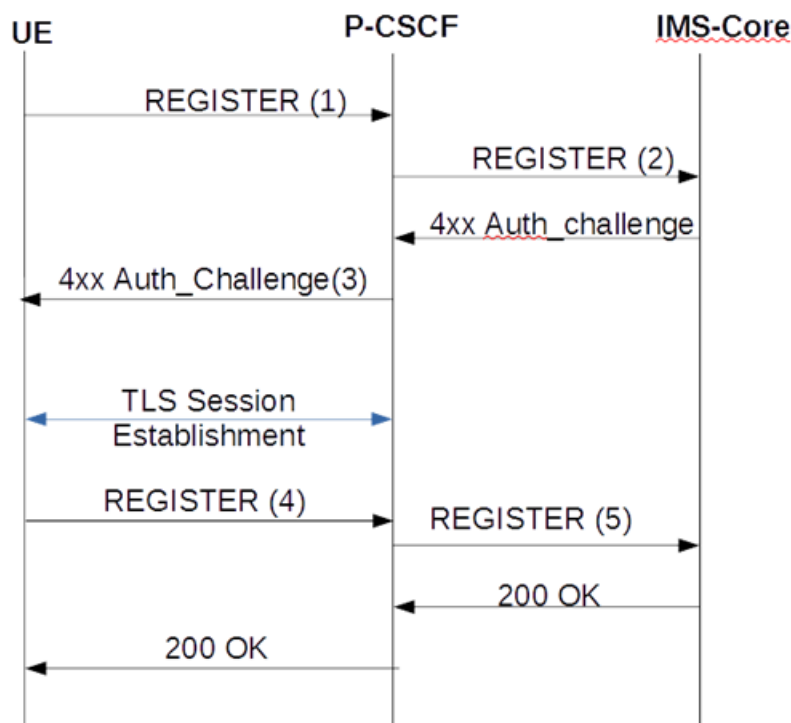 UE
P-CSCF
IMS-Core
REGISTER (1)
REGISTER (2)
4xx Auth_challenge
4xx Auth_Challenge(3)
TLS Session
Establishment
REGISTER (4)
REGISTER (5)
200 OK
200 OK